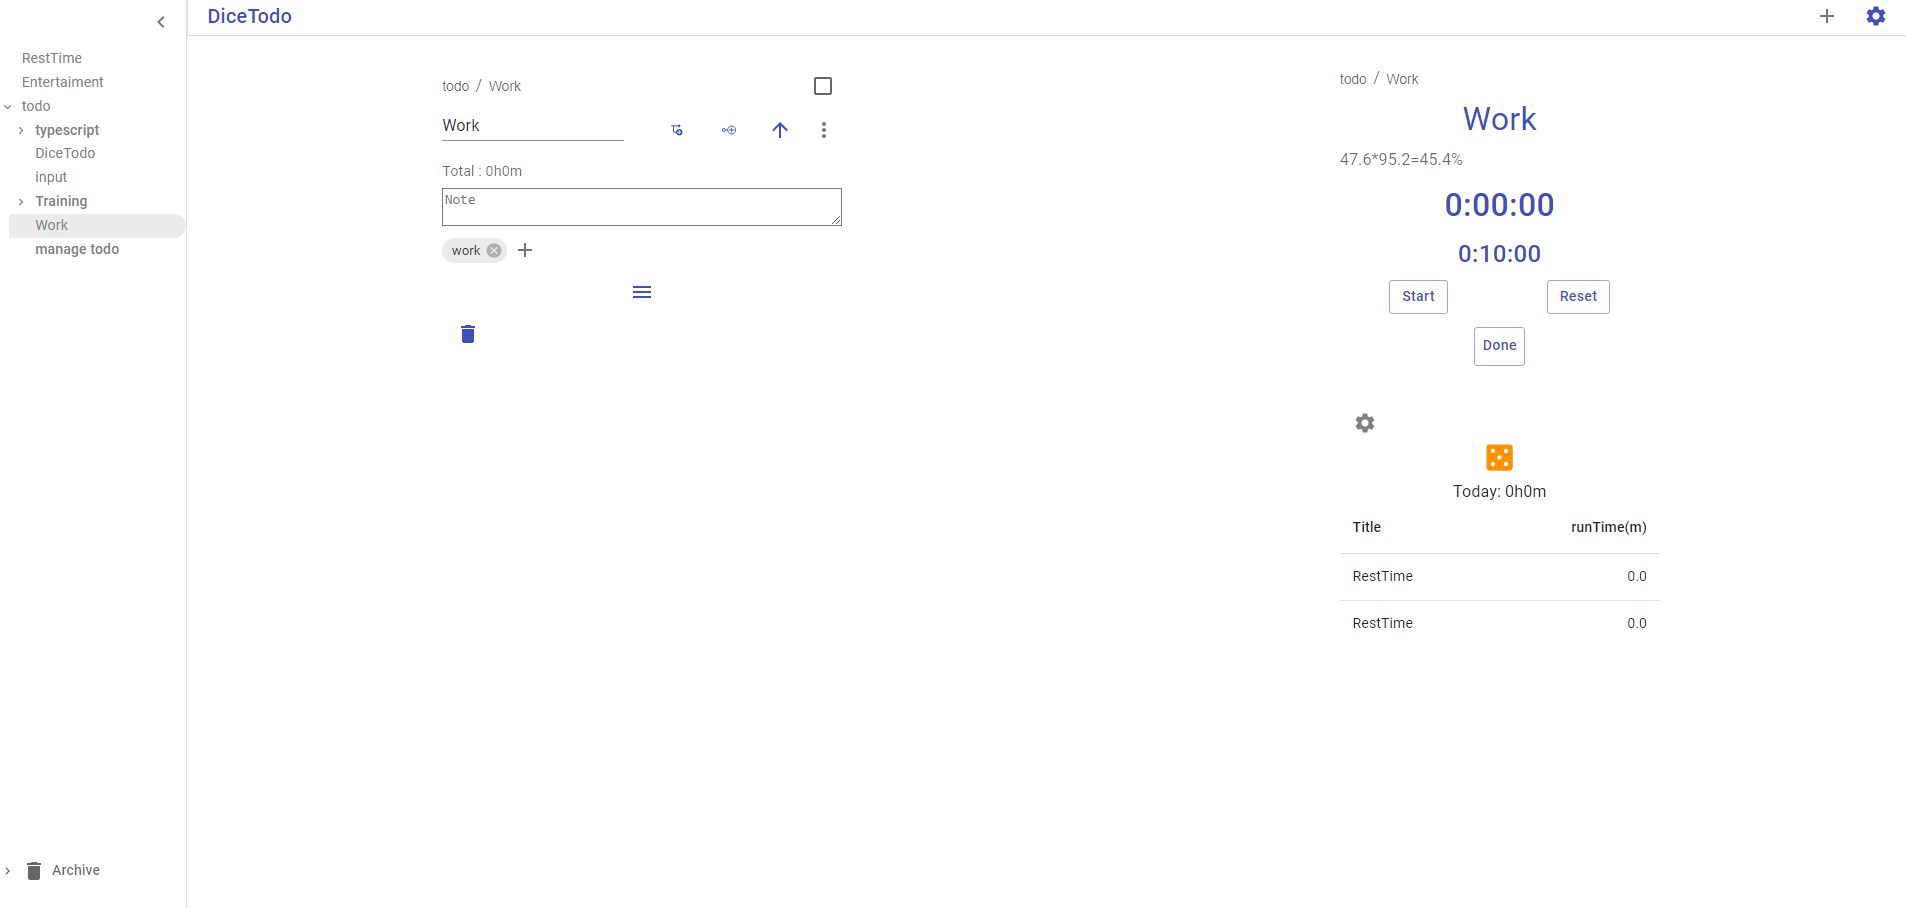 DiceTodo
RestTime
Entertaiment
todo
typescript
DiceTodo
input
Training
Work
manage todo
Archive
todo / Work
Work
Total : 0h0m
Note
work
todo / Work
Work
47.6*95.2=45.4%
0:00:00
0:10:00
Start Reset
Done
Today: 0h0m
Title runTime(m)
RestTime 0.0
RestTime 0.0